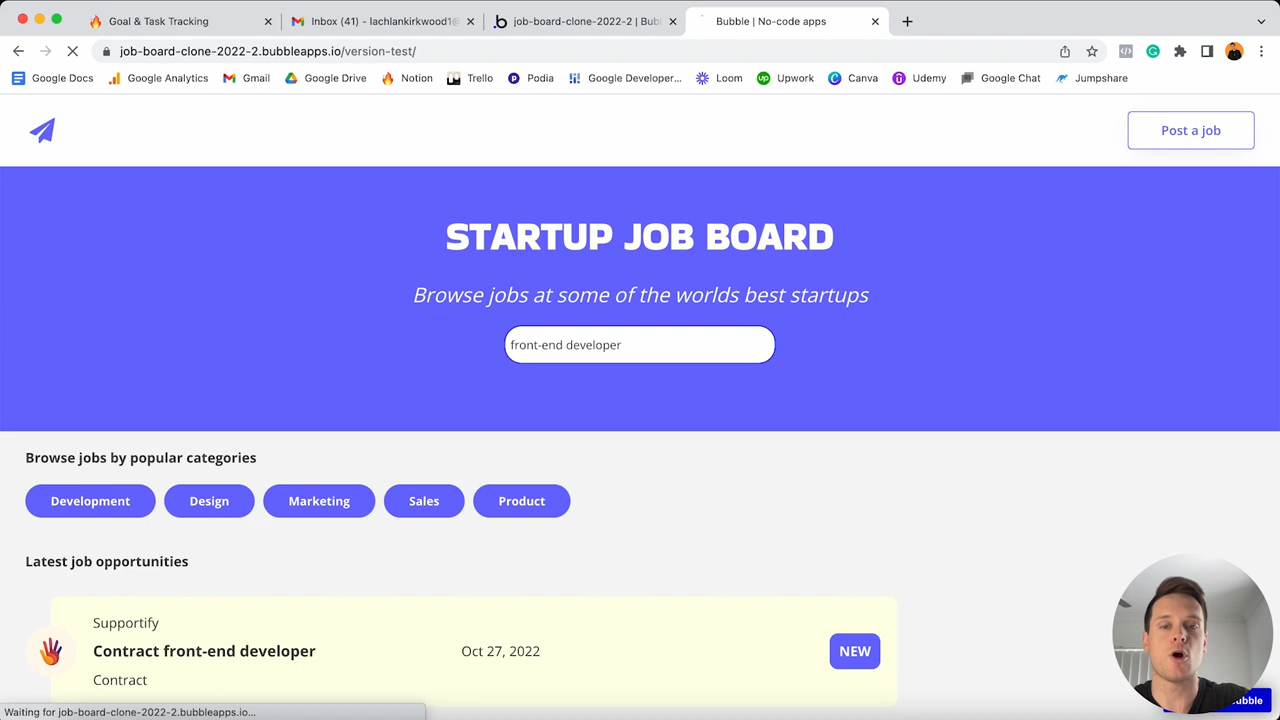 Goal & Task Tracking
Inbox (41) - lachlankirkwood1@
job-board-clone-2022-2 | Bub
Bubble | No-code apps
job-board-clone-2022-2.bubbleapps.io/version-test/
Google Docs
Google Analytics
Gmail
Google Drive
Notion
Trello
Podia
Google Developer...
Loom
Upwork
Canva
Udemy
Google Chat
Jumpshare
Post a job
STARTUP JOB BOARD
Browse jobs at some of the worlds best startups
front-end developer
Browse jobs by popular categories
Development
Design
Marketing
Sales
Product
Latest job opportunities
Supportify
Contract front-end developer
Oct 27, 2022
NEW
Contract
Waiting for job-board-clone-2022-2.bubbleapps.io...